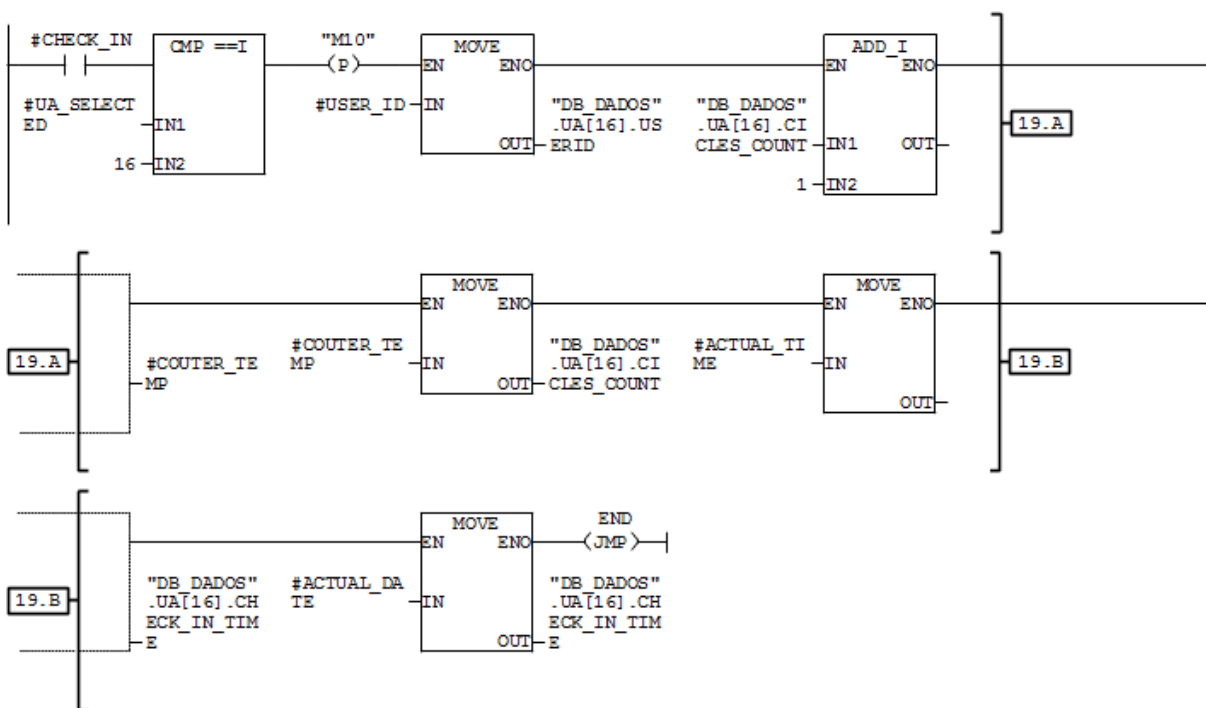 #CHECK_IN
CMP ==I
"M10"
(P)
MOVE
ADD_I
EN
ENO
EN
ENO
#UA_SELECT
ED
IN1
#USER_ID
IN
"DB_DADOS"
.UA[16].US
ERID
"DB_DADOS"
.UA[16].CI
CLES_COUNT
IN1
OUT
OUT
16
IN2
1
IN2
19.A
MOVE
MOVE
EN
ENO
EN
ENO
19.A
#COUTER_TE
MP
#COUTER_TE
MP
IN
"DB_DADOS"
.UA[16].CI
CLES_COUNT
OUT
#ACTUAL_TI
ME
IN
OUT
19.B
MOVE
END
EN
ENO
(JMP)
19.B
"DB_DADOS"
.UA[16].CH
ECK_IN_TIM
E
#ACTUAL_DA
TE
IN
OUT
"DB_DADOS"
.UA[16].CH
ECK_IN_TIM
E